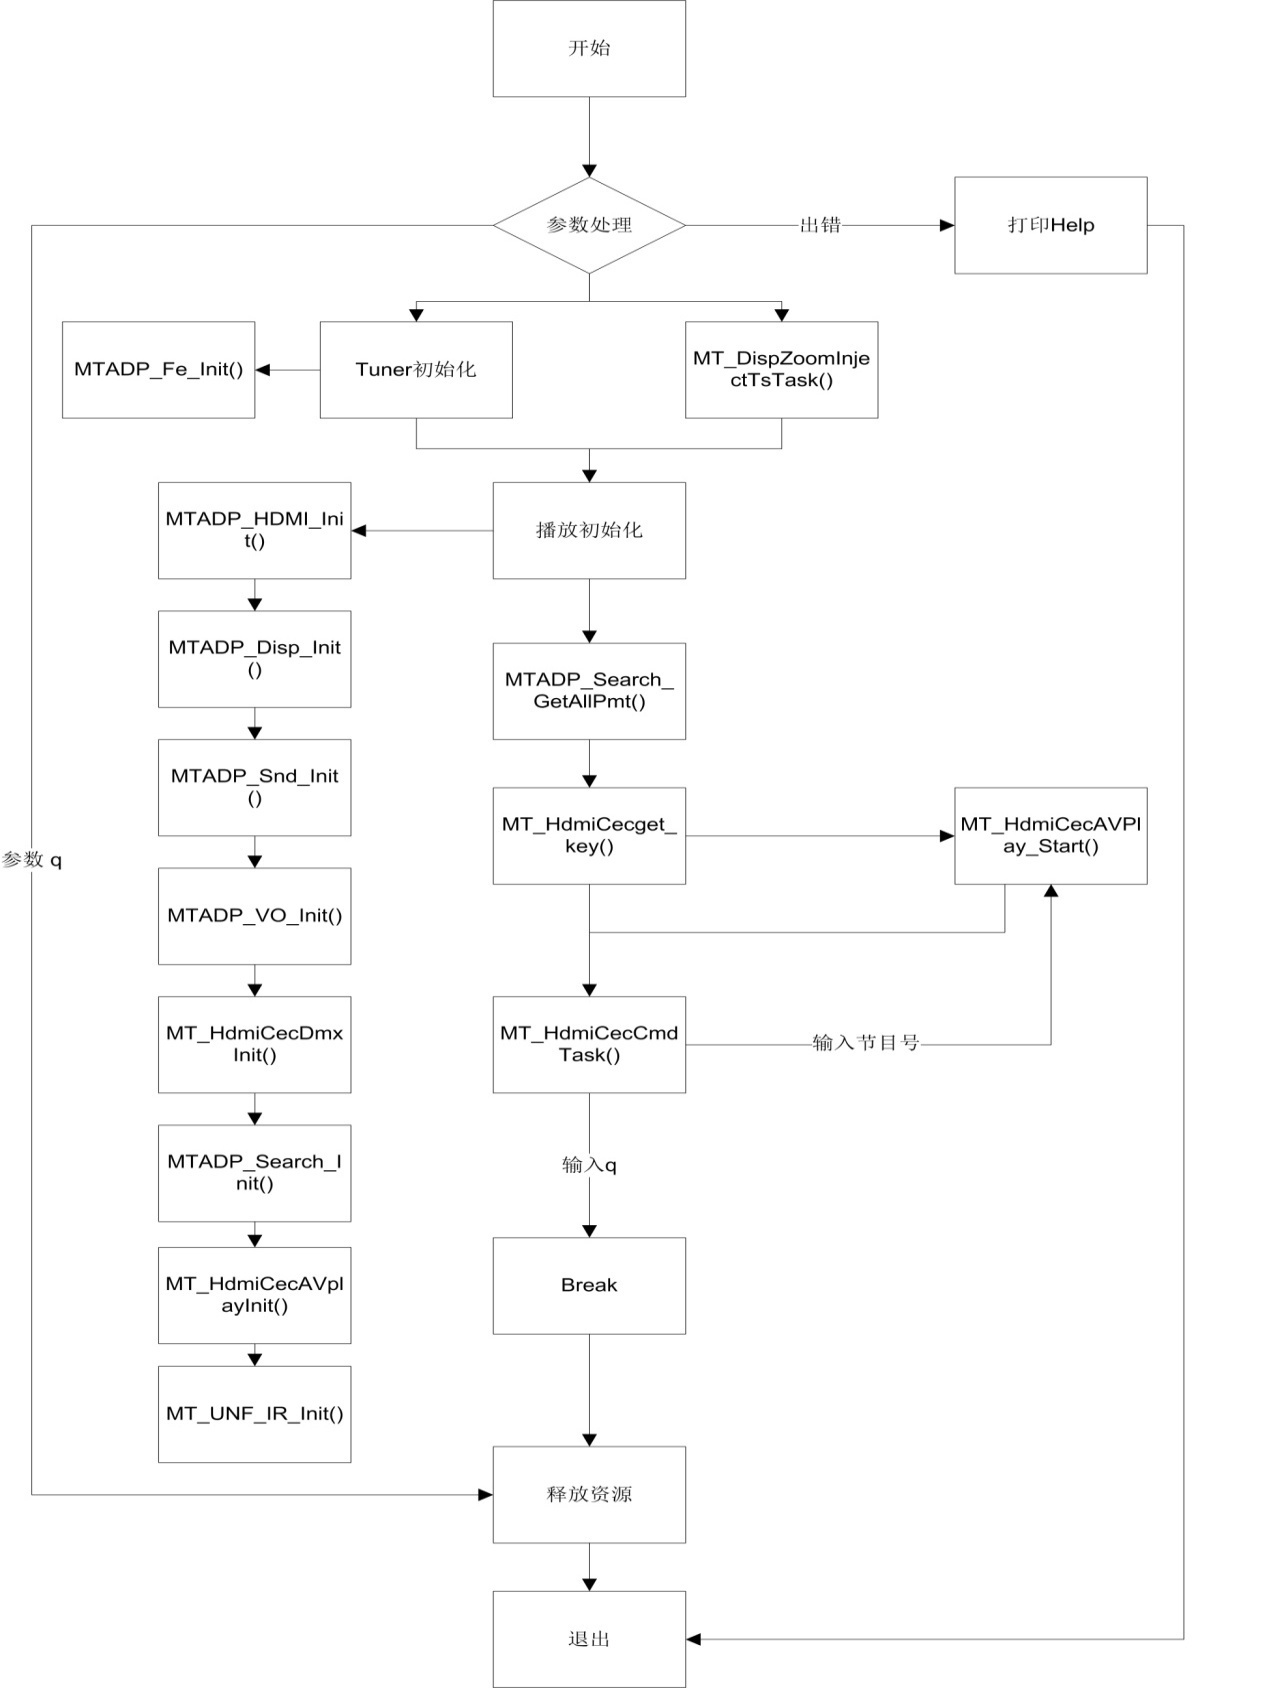 开始
参数处理
出错
打印Help
MTADP_Fe_Init()
Tuner初始化
MT_DispZoomInje
ctTsTask()
MTADP_HDMI_Ini
t()
播放初始化
MTADP_Disp_Init
()
MTADP_Search_
GetAllPmt()
MTADP_Snd_Init
()
MT_HdmiCecget_
key()
MT_HdmiCecAVPl
ay_Start()
参数 q
MTADP_VO_Init()
MT_HdmiCecDmx
Init()
MT_HdmiCecCmd
Task()
输入节目号
MTADP_Search_I
nit()
输入q
MT_HdmiCecAVpl
ayInit()
Break
MT_UNF_IR_Init()
释放资源
退出